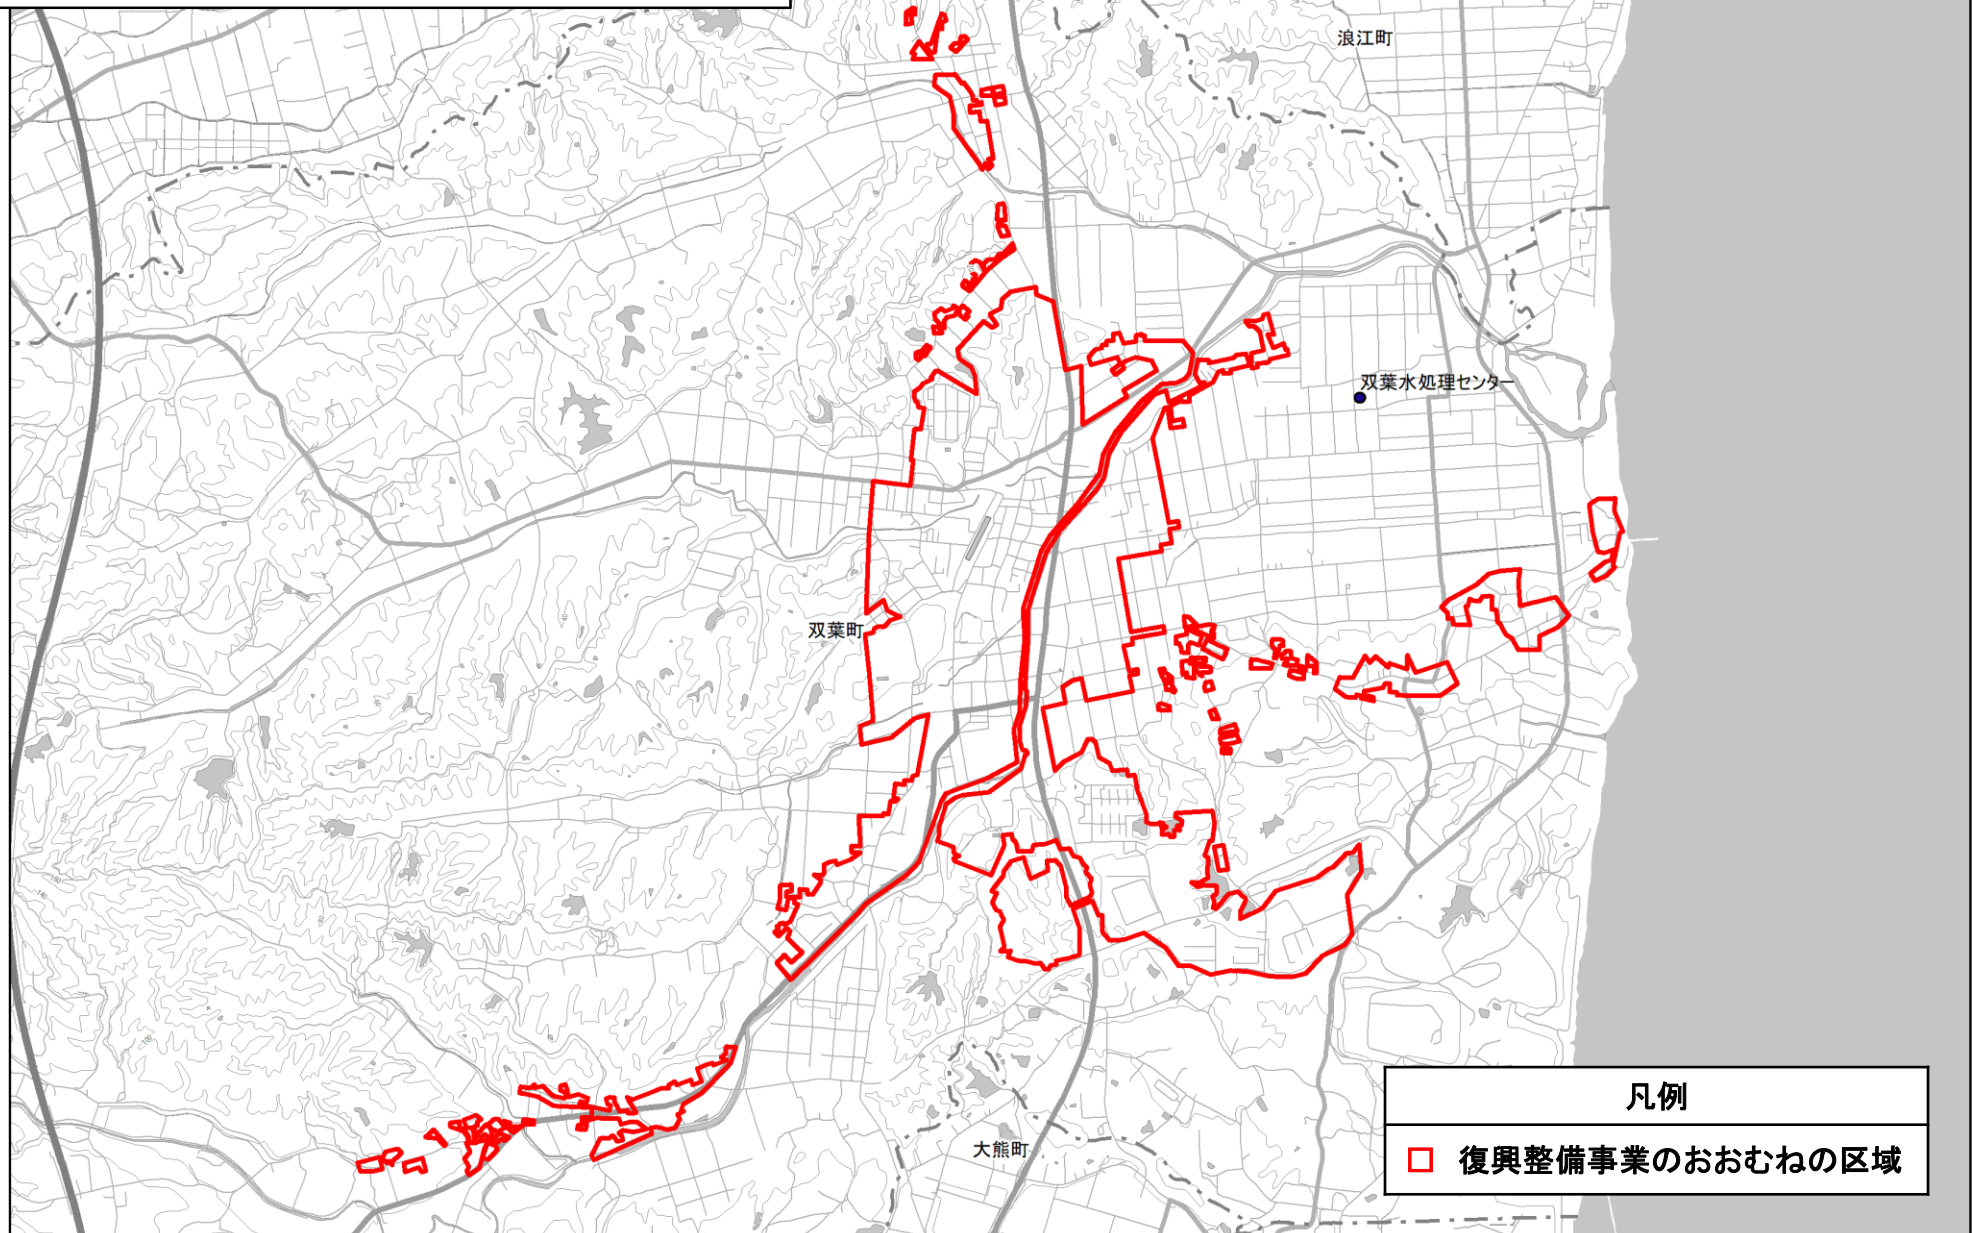 浪江町
双葉水処理センター
双葉町
大熊町
凡例
復興整備事業のおおむねの区域